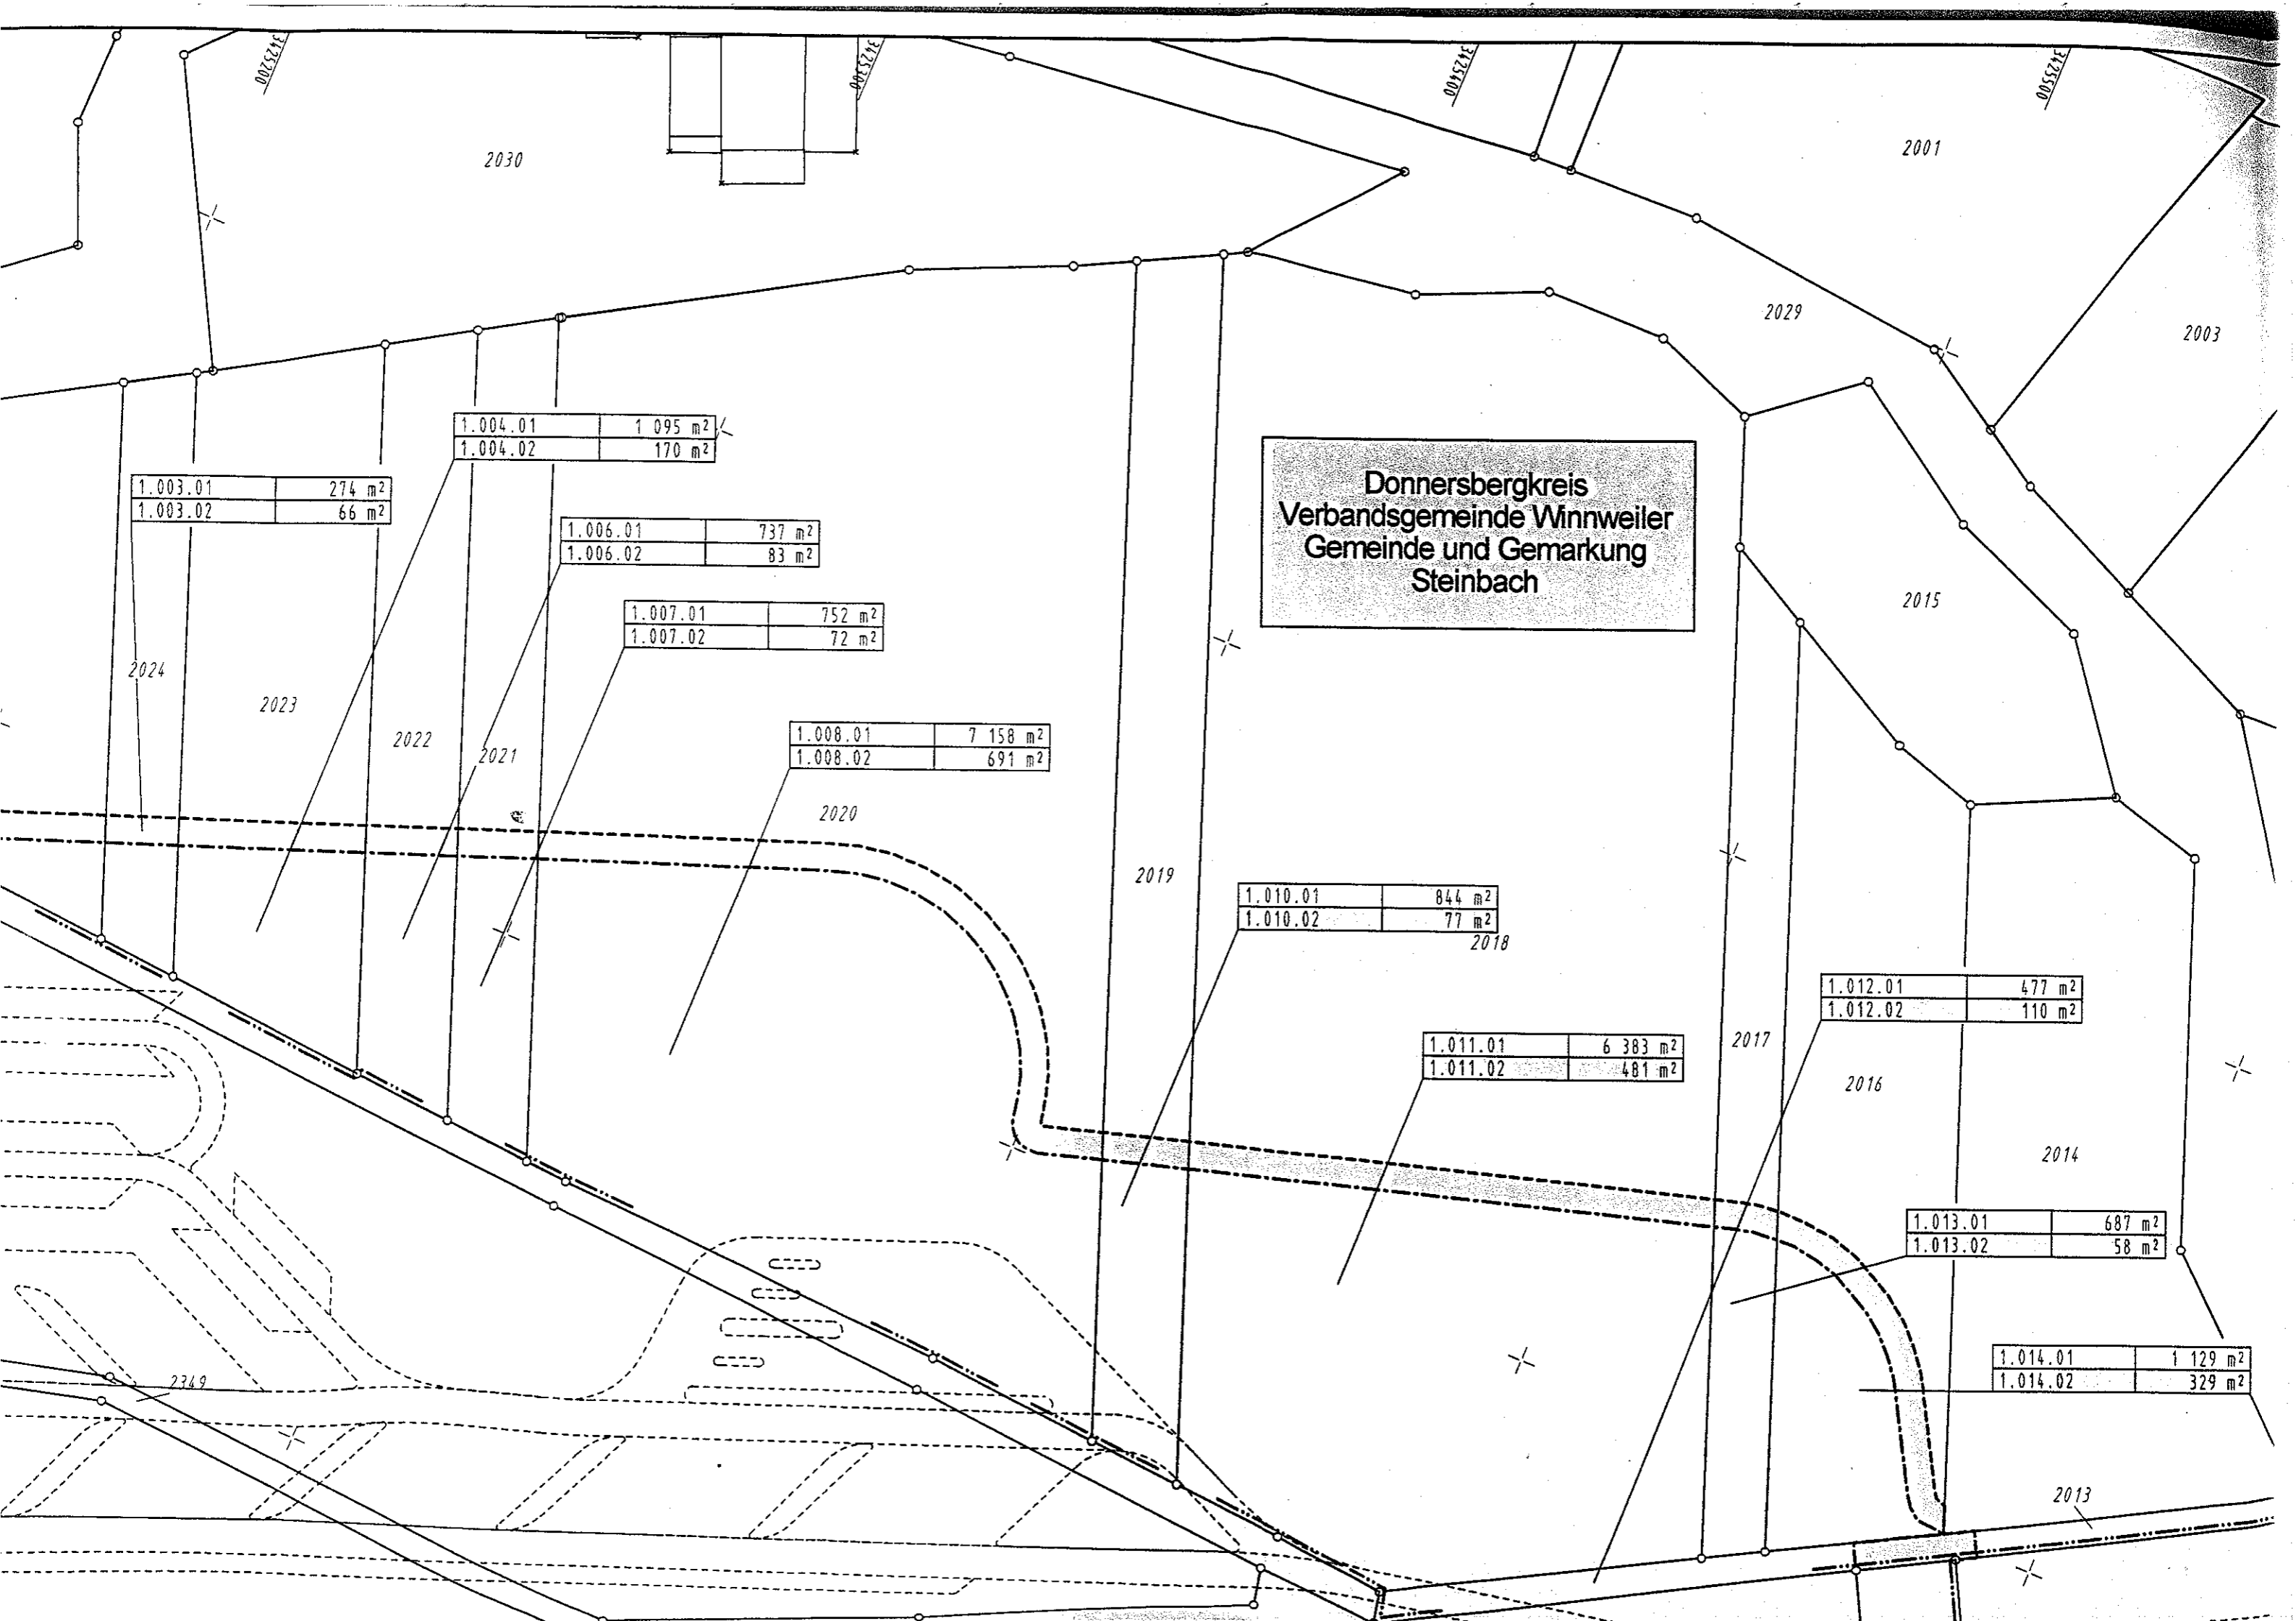 3425200
3425300
3425400
3425500
2030
2001
2029
2003
1.004.01 1 095 m²
1.004.02 170 m²
1.003.01 274 m²
1.003.02 66 m²
1.006.01 737 m²
1.006.02 83 m²
Donnersbergkreis
Verbandsgemeinde Winnweiler
Gemeinde und Gemarkung
Steinbach
1.007.01 752 m²
1.007.02 72 m²
2015
2024
2023
2022
2021
1.008.01 7 158 m²
1.008.02 691 m²
2020
2019
1.010.01 844 m²
1.010.02 77 m²
2018
1.012.01 477 m²
1.012.02 110 m²
1.011.01 6 383 m²
1.011.02 481 m²
2017
2016
2014
1.013.01 687 m²
1.013.02 58 m²
1.014.01 1 129 m²
1.014.02 329 m²
2349
2013